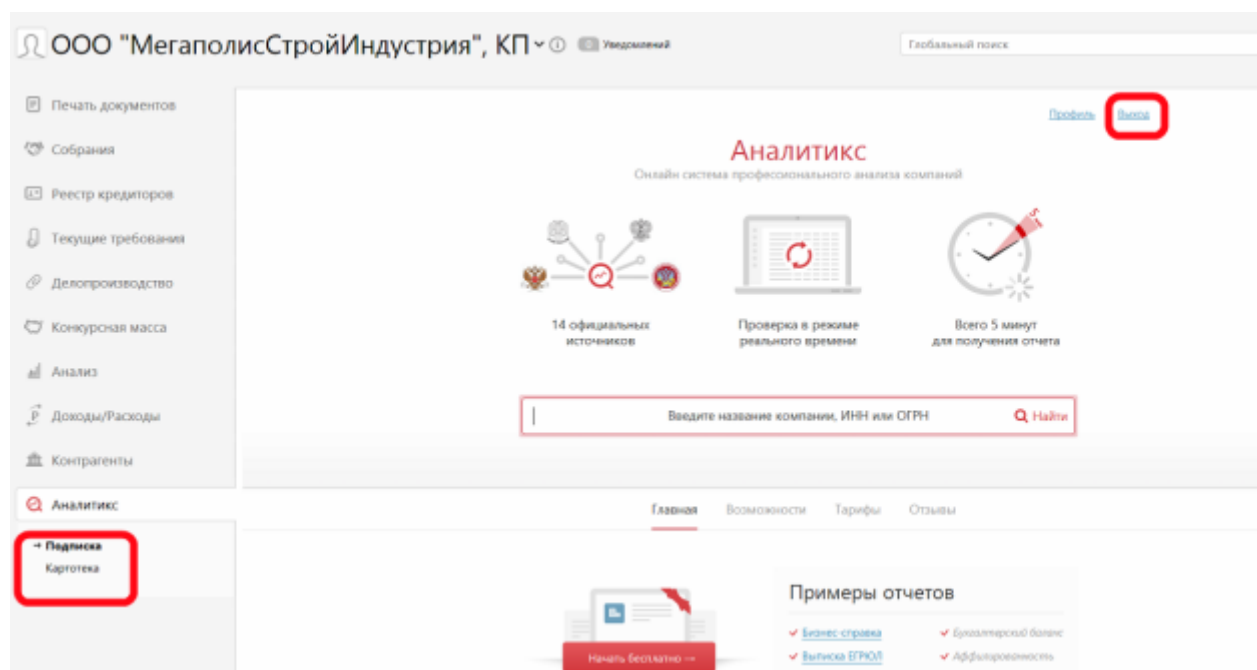 ООО "МегаполисСтройИндустрия", КП
Уведомлений
Глобальный поиск
Печать документов
Собрания
Реестр кредиторов
Текущие требования
Делопроизводство
Конкурсная масса
Анализ
Доходы/Расходы
Контрагенты
Аналитикс
→ Подписка
Картотека
Профиль
Выход
Аналитикс
Онлайн система профессионального анализа компаний
5 мин
14 официальных
источников
Проверка в режиме
реального времени
Всего 5 минут
для получения отчета
Введите название компании, ИНН или ОГРН
Найти
Главная
Возможности
Тарифы
Отзывы
Начать бесплатно →
Примеры отчетов
Бизнес-справка
Бухгалтерский баланс
Выписка ЕГРЮЛ
Аффилированность